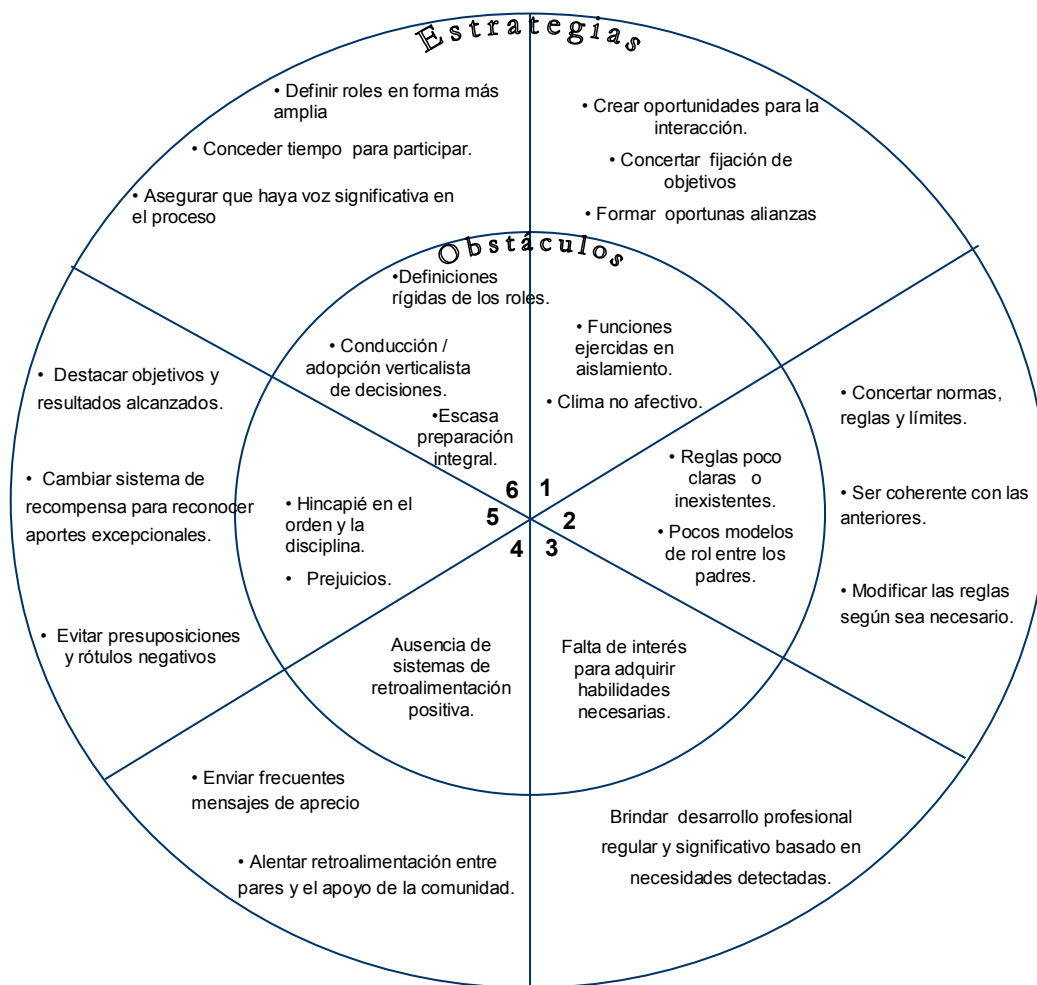 Estrategias
• Definir roles en forma más
amplia
• Conceder tiempo para participar.
• Asegurar que haya voz significativa en
el proceso
• Crear oportunidades para la
interacción.
• Concertar fijación de
objetivos
• Formar oportunas alianzas
Obstáculos
•Definiciones
rígidas de los roles.
• Conducción /
adopción verticalista
de decisiones.
•Escasa
preparación
integral.
• Funciones
ejercidas en
aislamiento.
• Clima no afectivo.
• Destacar objetivos y
resultados alcanzados.
• Cambiar sistema de
recompensa para reconocer
aportes excepcionales.
• Evitar presuposiciones
y rótulos negativos
• Hincapié en el
orden y la
disciplina.
• Prejuicios.
6 1
5 2
4 3
• Reglas poco
claras o
inexistentes.
• Pocos modelos
de rol entre los
padres.
• Concertar normas,
reglas y límites.
• Ser coherente con las
anteriores.
• Modificar las reglas
según sea necesario.
Ausencia de
sistemas de
retroalimentación
positiva.
Falta de interés
para adquirir
habilidades
necesarias.
• Enviar frecuentes
mensajes de aprecio
• Alentar retroalimentación entre
pares y el apoyo de la comunidad.
Brindar desarrollo profesional
regular y significativo basado en
necesidades detectadas.